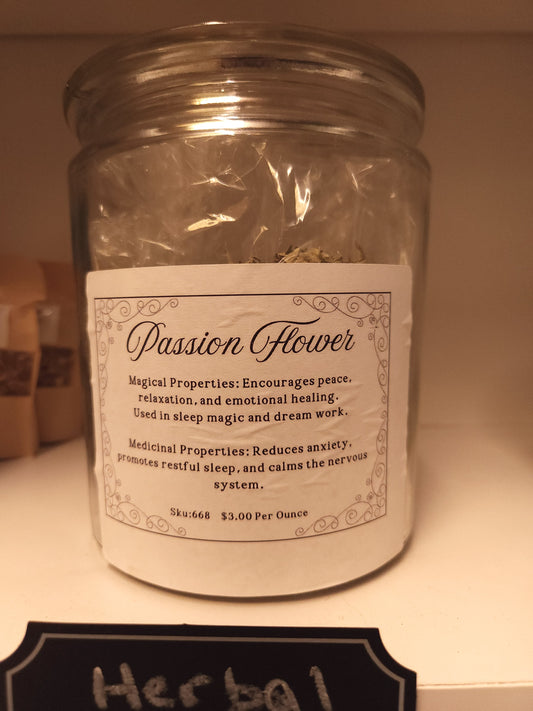 Passion Flower
Magical Properties: Encourages peace,
relaxation, and emotional healing.
Used in sleep magic and dream work.
Medicinal Properties: Reduces anxiety,
promotes restful sleep, and calms the nervous
system.
Sku:668 $3.00 Per Ounce
Herbal